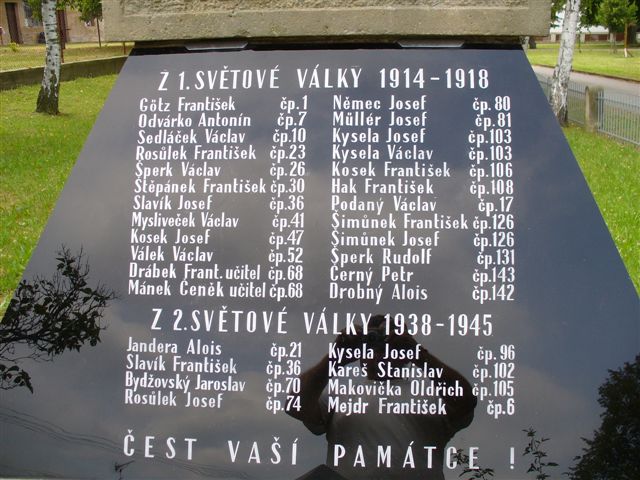 Z 1. SVĚTOVÉ VÁLKY 1914-1918
Götz František čp.1
Odvárko Antonín čp.7
Sedláček Václav čp.10
Rosůlek František čp.23
Šperk Václav čp.26
Štěpánek František čp.30
Slavík Josef čp.36
Mysliveček Václav čp.41
Kosek Josef čp.47
Válek Václav čp.52
Drábek Frant. učitel čp.68
Mánek Čeněk učitel čp.68
Němec Josef čp.80
Müllér Josef čp.81
Kysela Josef čp.103
Kysela Václav čp.103
Kosek František čp.106
Hak František čp.108
Podaný Václav čp.17
Šimůnek František čp.126
Šimůnek Josef čp.126
Šperk Rudolf čp.131
Černý Petr čp.143
Drobný Alois čp.142
Z 2. SVĚTOVÉ VÁLKY 1938-1945
Jandera Alois čp.21
Slavík František čp.36
Bydžovský Jaroslav čp.70
Rosůlek Josef čp.74
Kysela Josef čp.96
Kareš Stanislav čp.102
Makovička Oldřich čp.105
Mejdr František čp.6
ČEST VAŠÍ PAMÁTCE !